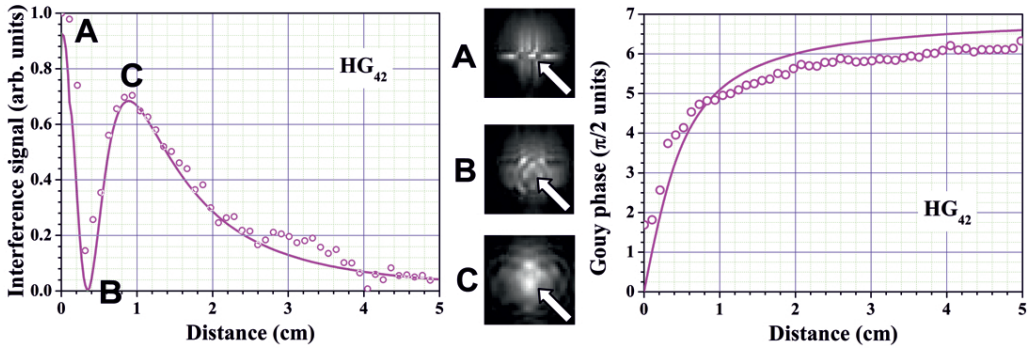 Interference signal (arb. units)
1.0
0.8
0.6
0.4
0.2
0.0
A
C
B
HG42
0 1 2 3 4 5
Distance (cm)
A
B
C
Gouy phase (π/2 units)
7
6
5
4
3
2
1
0
HG42
0 1 2 3 4 5
Distance (cm)